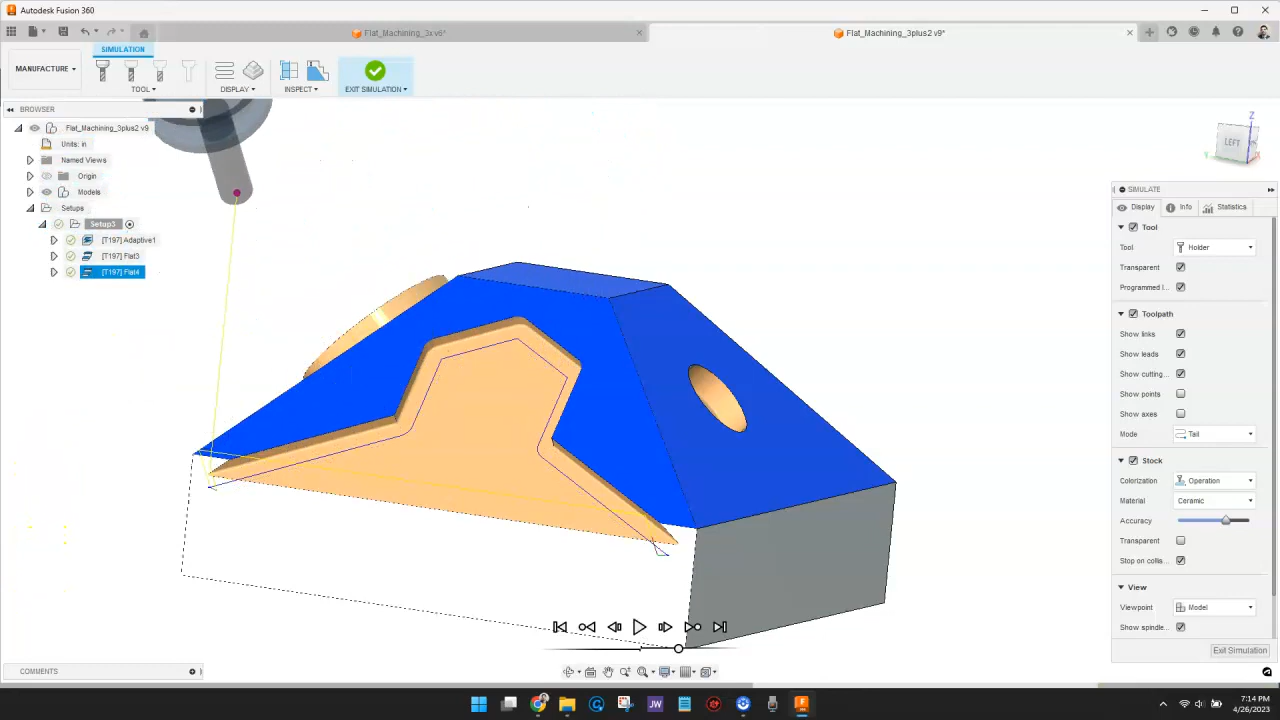 Autodesk Fusion 360
Flat_Machining_3x v6*
Flat_Machining_3plus2 v9*
SIMULATION
MANUFACTURE
TOOL
DISPLAY
INSPECT
EXIT SIMULATION
BROWSER
Flat_Machining_3plus2 v9
Units: in
Named Views
Origin
Models
Setups
Setup3
[T197] Adaptive1
[T197] Flat3
[T197] Flat4
Z
LEFT
SIMULATE
Display
Info
Statistics
Tool
Tool
Holder
Transparent
Programmed l...
Toolpath
Show links
Show leads
Show cutting...
Show points
Show axes
Mode
Tail
Stock
Colorization
Operation
Material
Ceramic
Accuracy
Transparent
Stop on collis...
View
Viewpoint
Model
Show spindle...
Exit Simulation
COMMENTS
JW
7:14 PM
4/26/2023